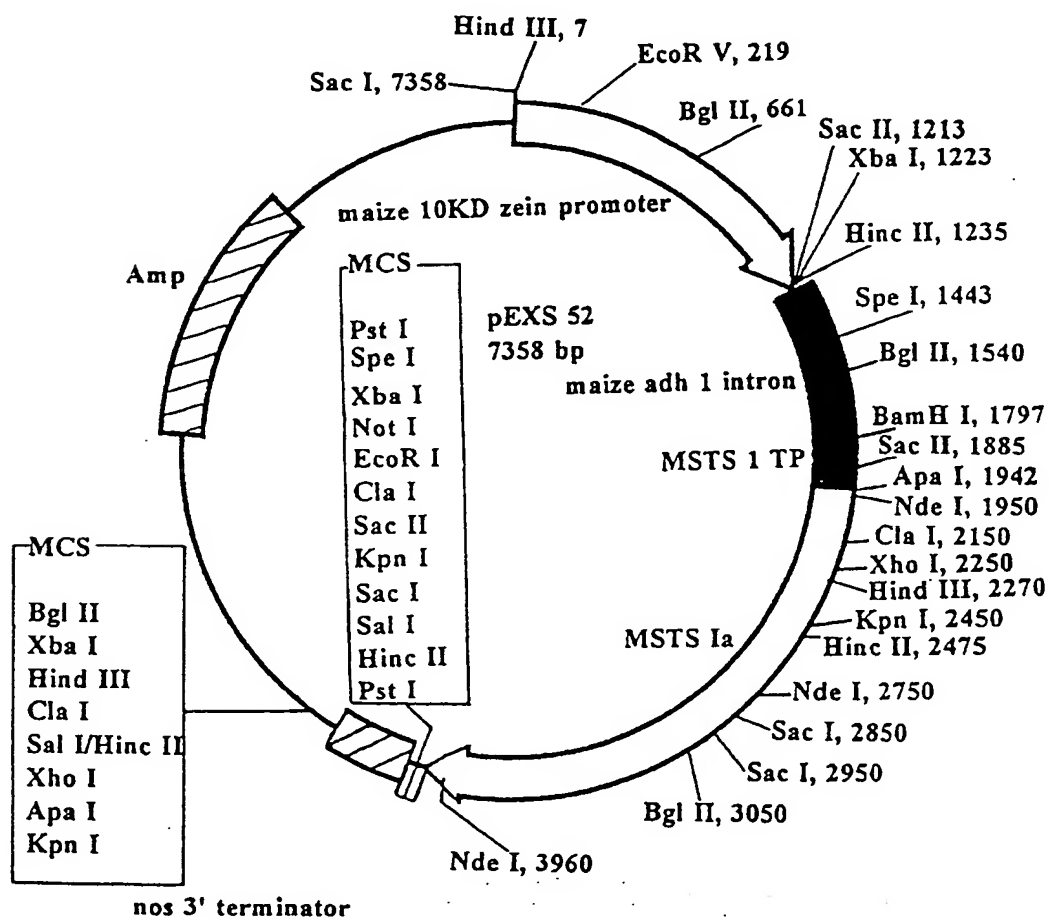 Hind III, 7
Sac I, 7358
EcoR V, 219
Bgl II, 661
Sac II, 1213
Xba I, 1223
Hinc II, 1235
Spe I, 1443
Bgl II, 1540
BamH I, 1797
Sac II, 1885
Apa I, 1942
Nde I, 1950
Cla I, 2150
Xho I, 2250
Hind III, 2270
Kpn I, 2450
Hinc II, 2475
Nde I, 2750
Sac I, 2850
Sac I, 2950
Bgl II, 3050
Nde I, 3960
maize 10KD zein promoter
Amp
pEXS 52
7358 bp
maize adh 1 intron
MSTS 1 TP
MSTS Ia
MCS
Pst I
Spe I
Xba I
Not I
EcoR I
Cla I
Sac II
Kpn I
Sac I
Sal I
Hinc II
Pst I
MCS
Bgl II
Xba I
Hind III
Cla I
Sal I/Hinc II
Xho I
Apa I
Kpn I
nos 3' terminator